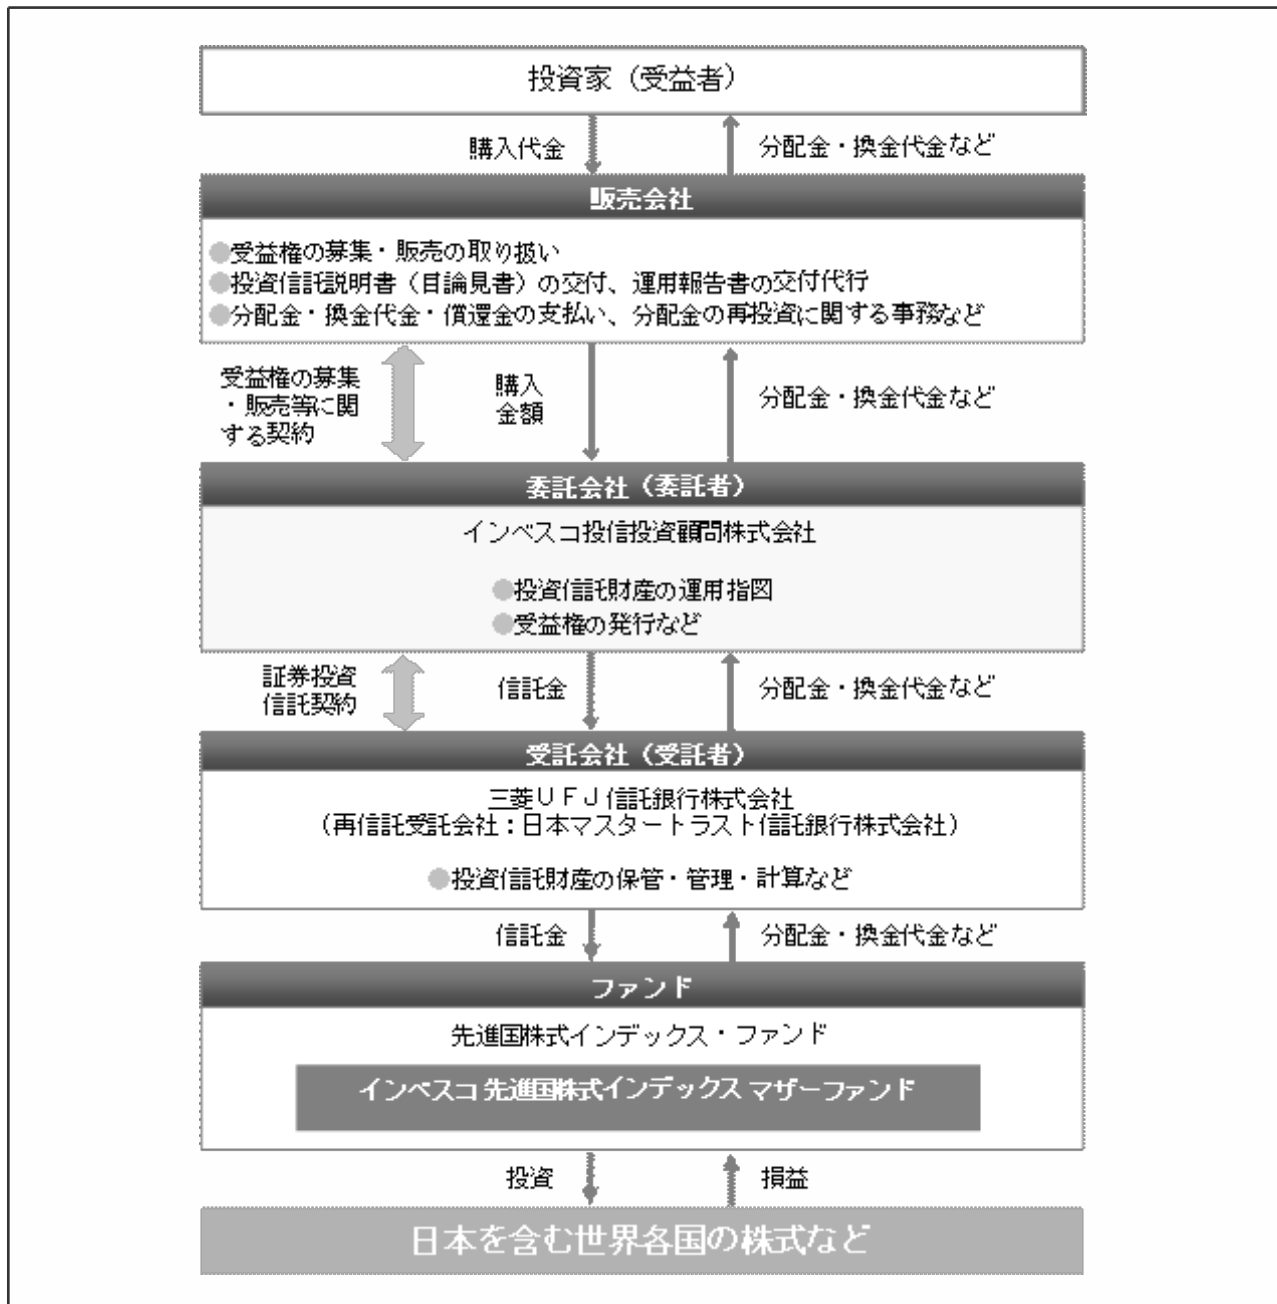 投資家（受益者）
購入代金
分配金・換金代金など
販売会社
●受益権の募集・販売の取り扱い
●投資信託説明書（目論見書）の交付、運用報告書の交付代行
●分配金・換金代金・償還金の支払い、分配金の再投資に関する事務など
受益権の募集
・販売等に関
する契約
購入
金額
分配金・換金代金など
委託会社（委託者）
インベスコ投信投資顧問株式会社
●投資信託財産の運用指図
●受益権の発行など
証券投資
信託契約
信託金
分配金・換金代金など
受託会社（受託者）
三菱ＵＦＪ信託銀行株式会社
（再信託受託会社：日本マスタートラスト信託銀行株式会社）
●投資信託財産の保管・管理・計算など
信託金
分配金・換金代金など
ファンド
先進国株式インデックス・ファンド
インベスコ 先進国株式インデックス マザーファンド
投資
損益
日本を含む世界各国の株式など